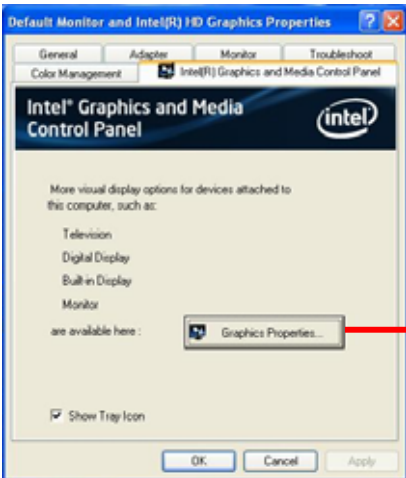 Default Monitor and Intel(R) HD Graphics Properties
General Adapter Monitor Troubleshoot
Color Management Intel(R) Graphics and Media Control Panel
Intel® Graphics and Media
Control Panel
intel
More visual display options for devices attached to
this computer, such as:
Television
Digital Display
Built-in Display
Monitor
are available here :
Graphics Properties...
Show Tray Icon
OK Cancel Apply